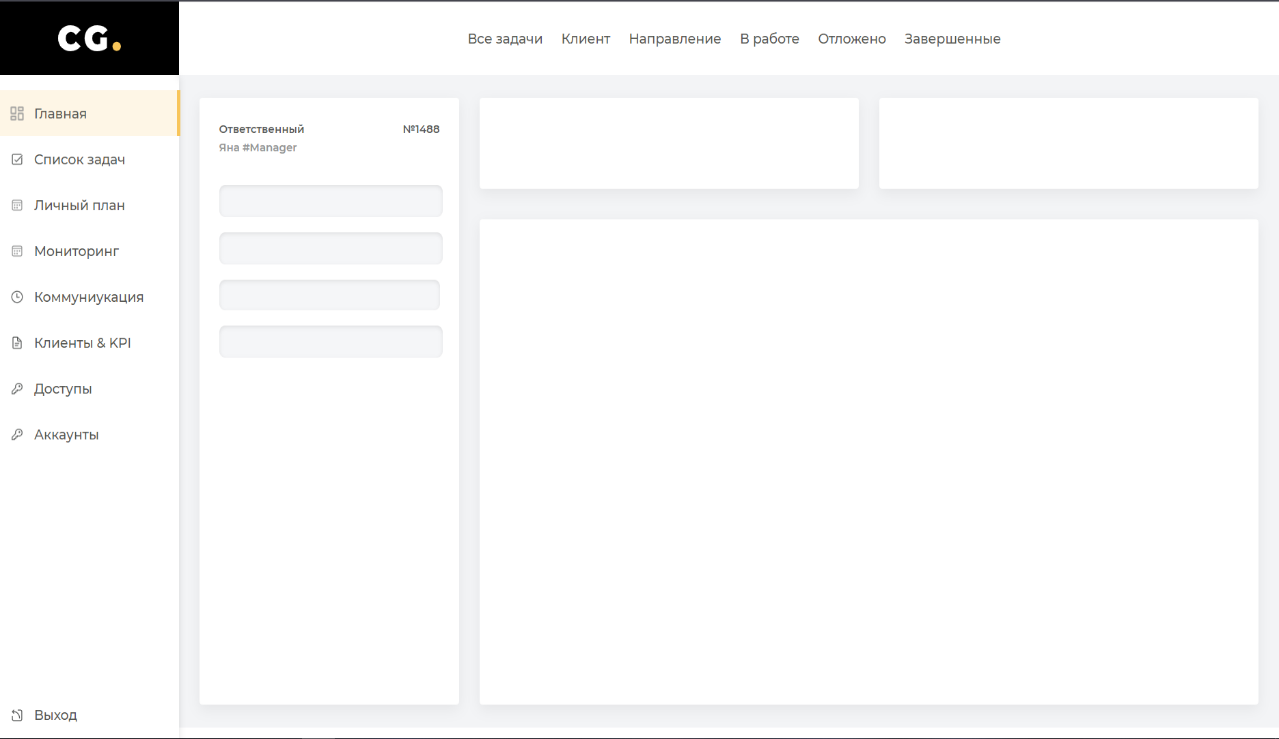 CG.
Все задачи Клиент Направление В работе Отложено Завершенные
Главная
Список задач
Личный план
Мониторинг
Коммуниукация
Клиенты & KPI
Доступы
Аккаунты
Выход
Ответственный №1488
Яна #Manager